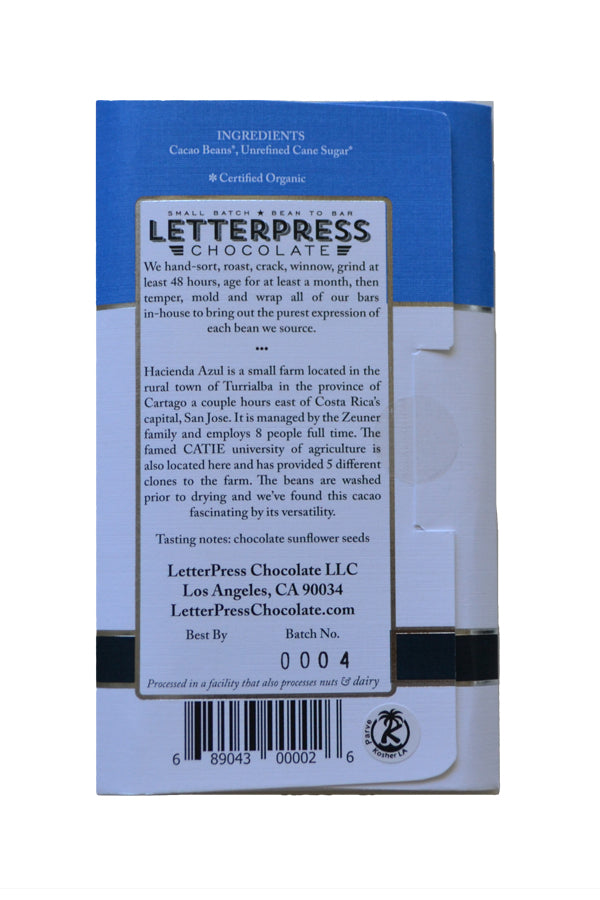 INGREDIENTS
Cacao Beans*, Unrefined Cane Sugar*
✻ Certified Organic
SMALL BATCH ★ BEAN TO BAR
LETTERPRESS
CHOCOLATE
We hand-sort, roast, crack, winnow, grind at
least 48 hours, age for at least a month, then
temper, mold and wrap all of our bars
in-house to bring out the purest expression of
each bean we source.
•••
Hacienda Azul is a small farm located in the
rural town of Turrialba in the province of
Cartago a couple hours east of Costa Rica's
capital, San Jose. It is managed by the Zeuner
family and employs 8 people full time. The
famed CATIE university of agriculture is
also located here and has provided 5 different
clones to the farm. The beans are washed
prior to drying and we've found this cacao
fascinating by its versatility.
Tasting notes: chocolate sunflower seeds
LetterPress Chocolate LLC
Los Angeles, CA 90034
LetterPressChocolate.com
Best By Batch No.
0004
Processed in a facility that also processes nuts & dairy
6 89043 00002 6
Parve
K
Kosher LA